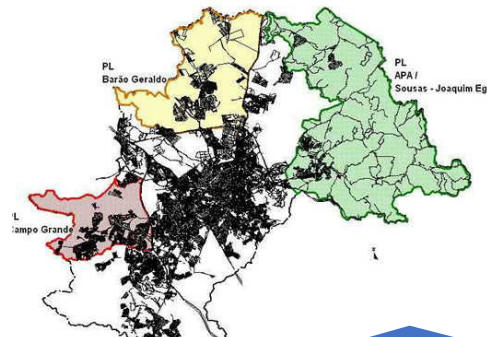 PL
Barão Geraldo
PL
APA /
Sousas - Joaquim Eg
PL
Campo Grande